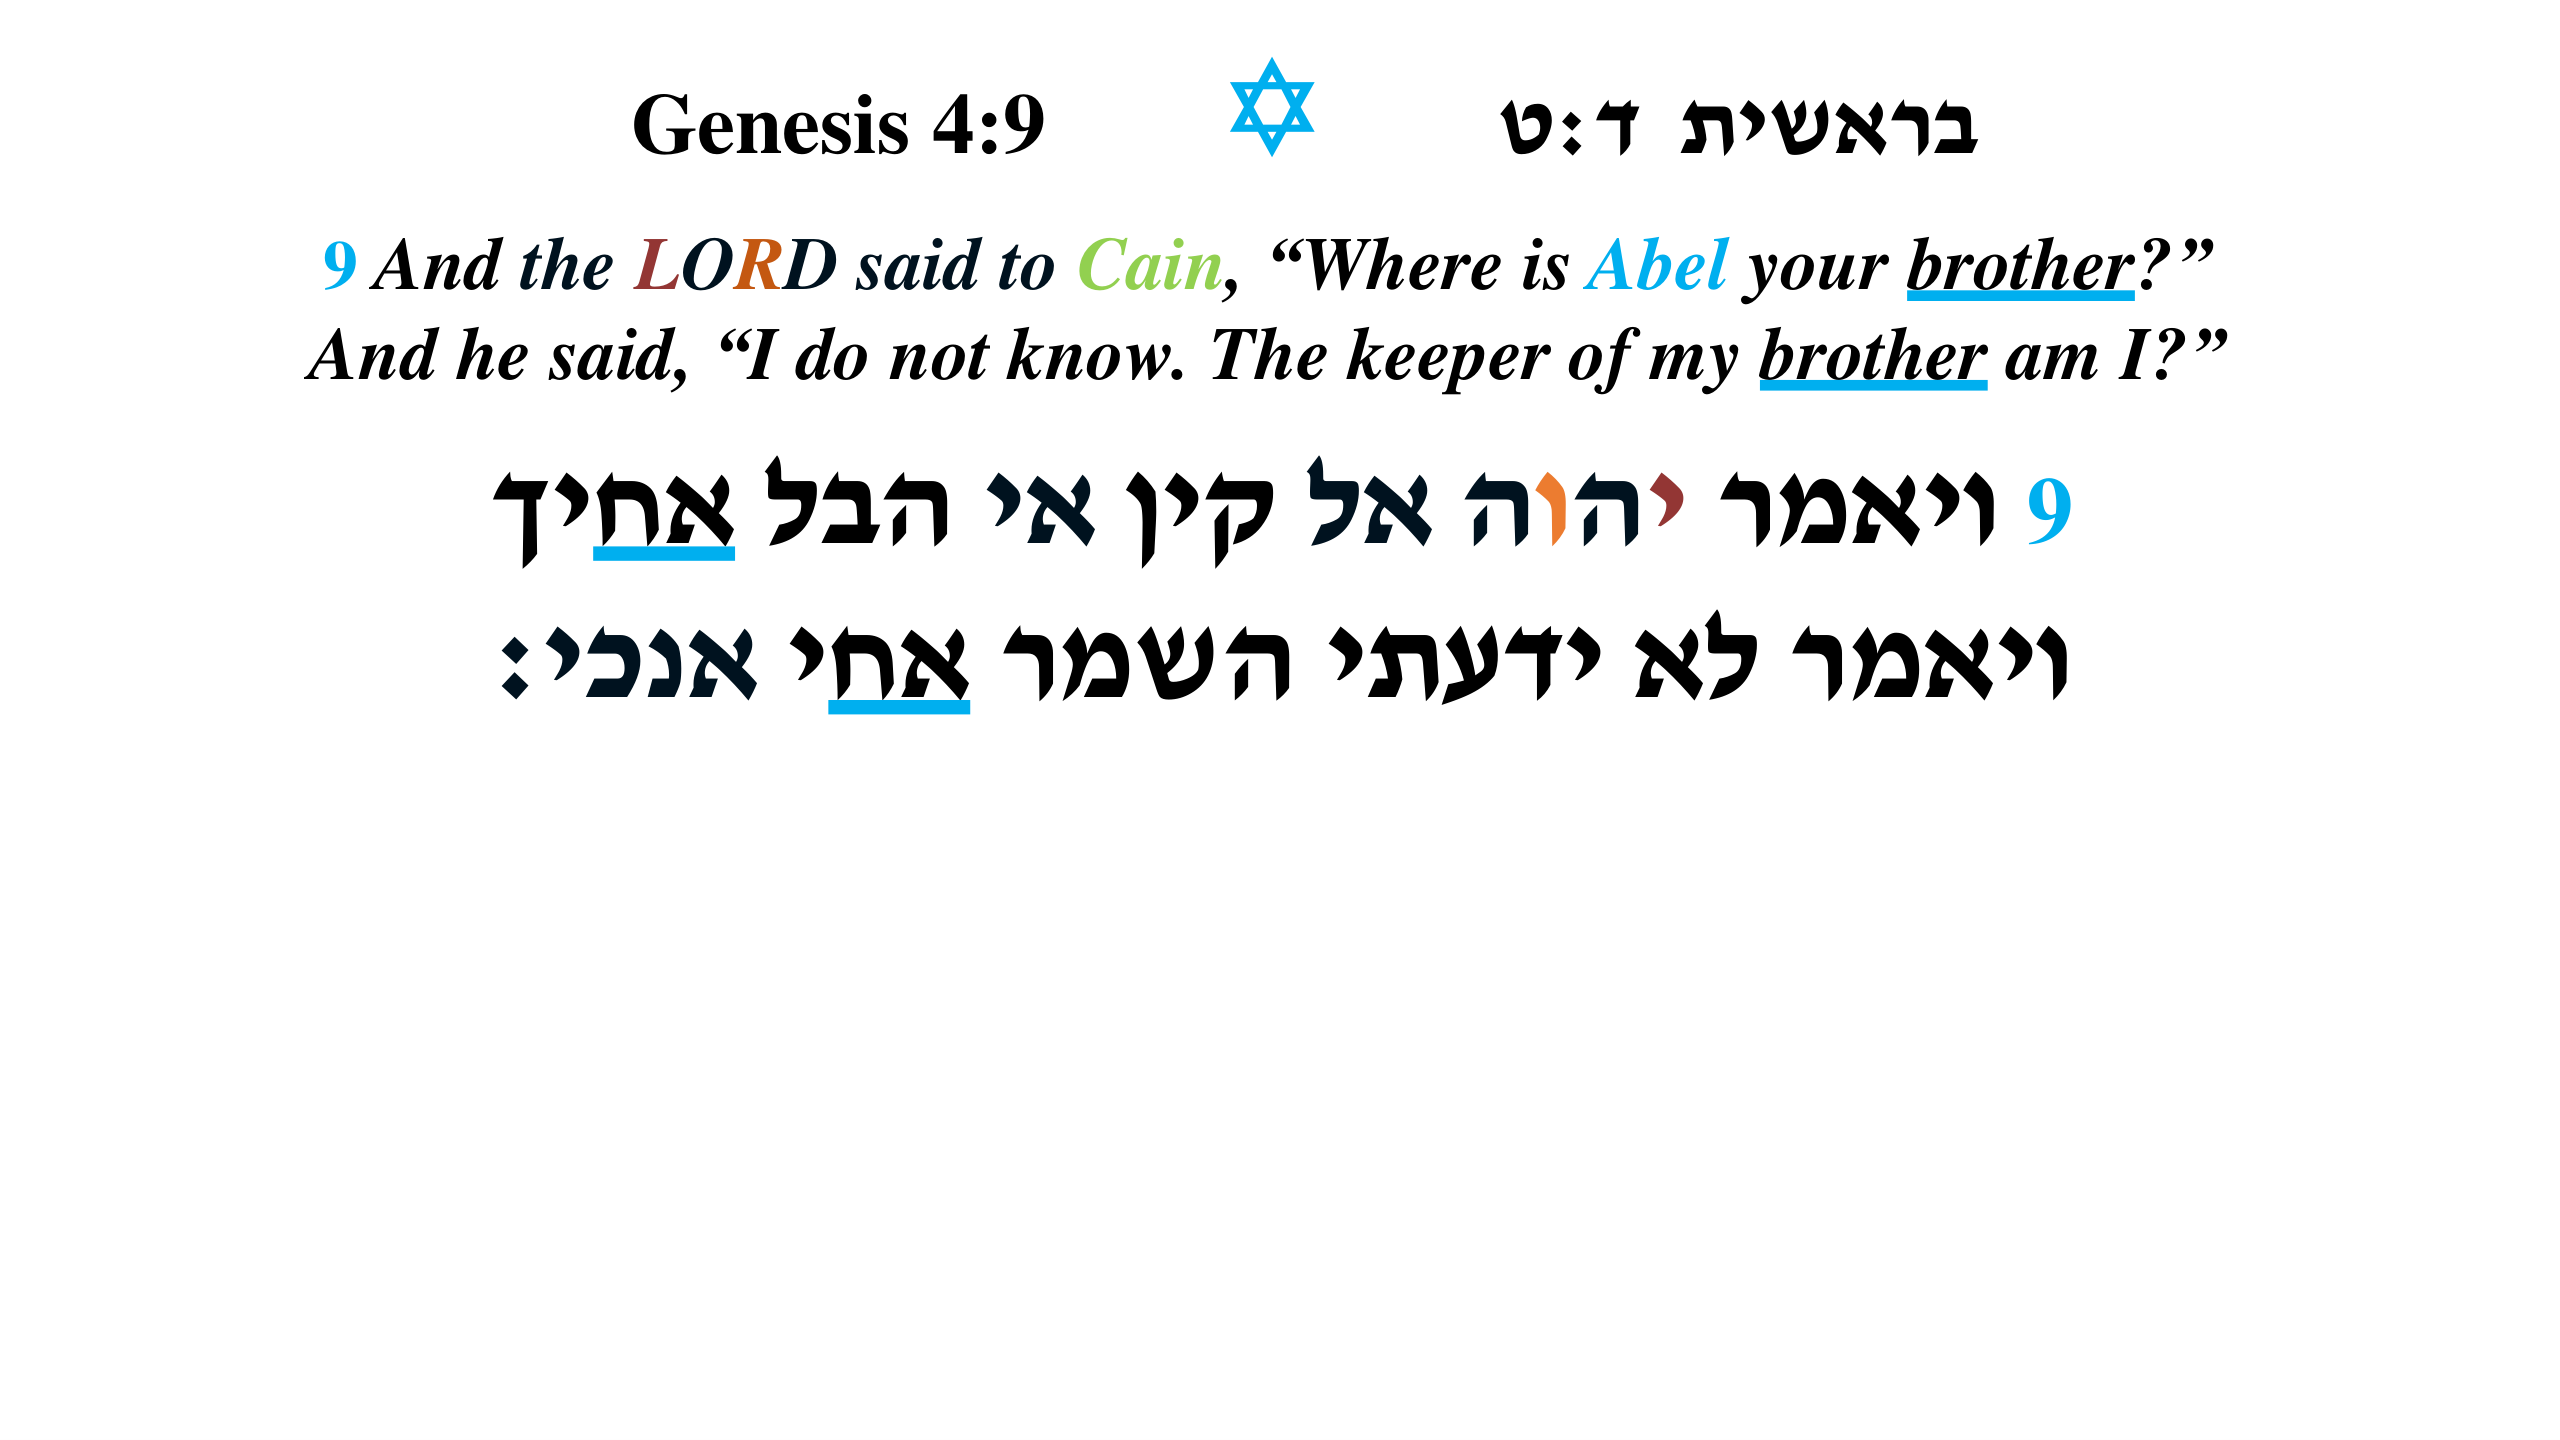 Genesis 4:9 ✡ בראשית ד:ט
9 And the LORD said to Cain, “Where is Abel your brother?”
And he said, “I do not know. The keeper of my brother am I?”
9 ויאמר יהוה אל קין אי הבל אחיך
ויאמר לא ידעתי השמר אחי אנכי: